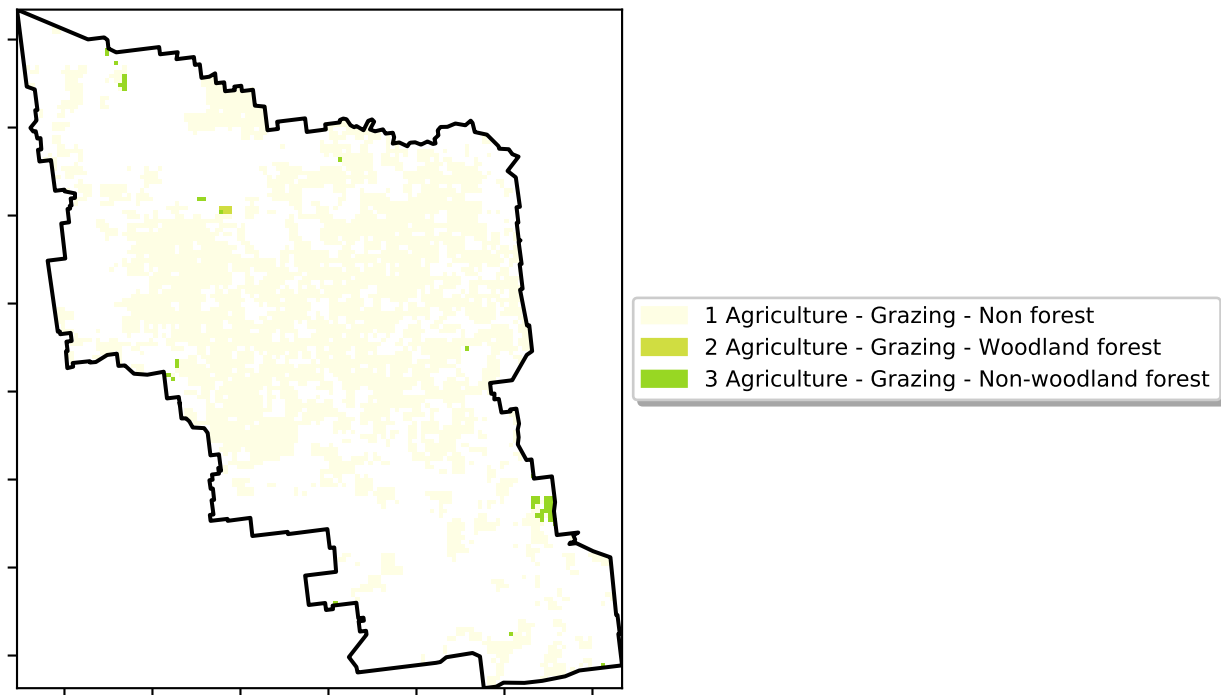 1 Agriculture - Grazing - Non forest
2 Agriculture - Grazing - Woodland forest
3 Agriculture - Grazing - Non-woodland forest